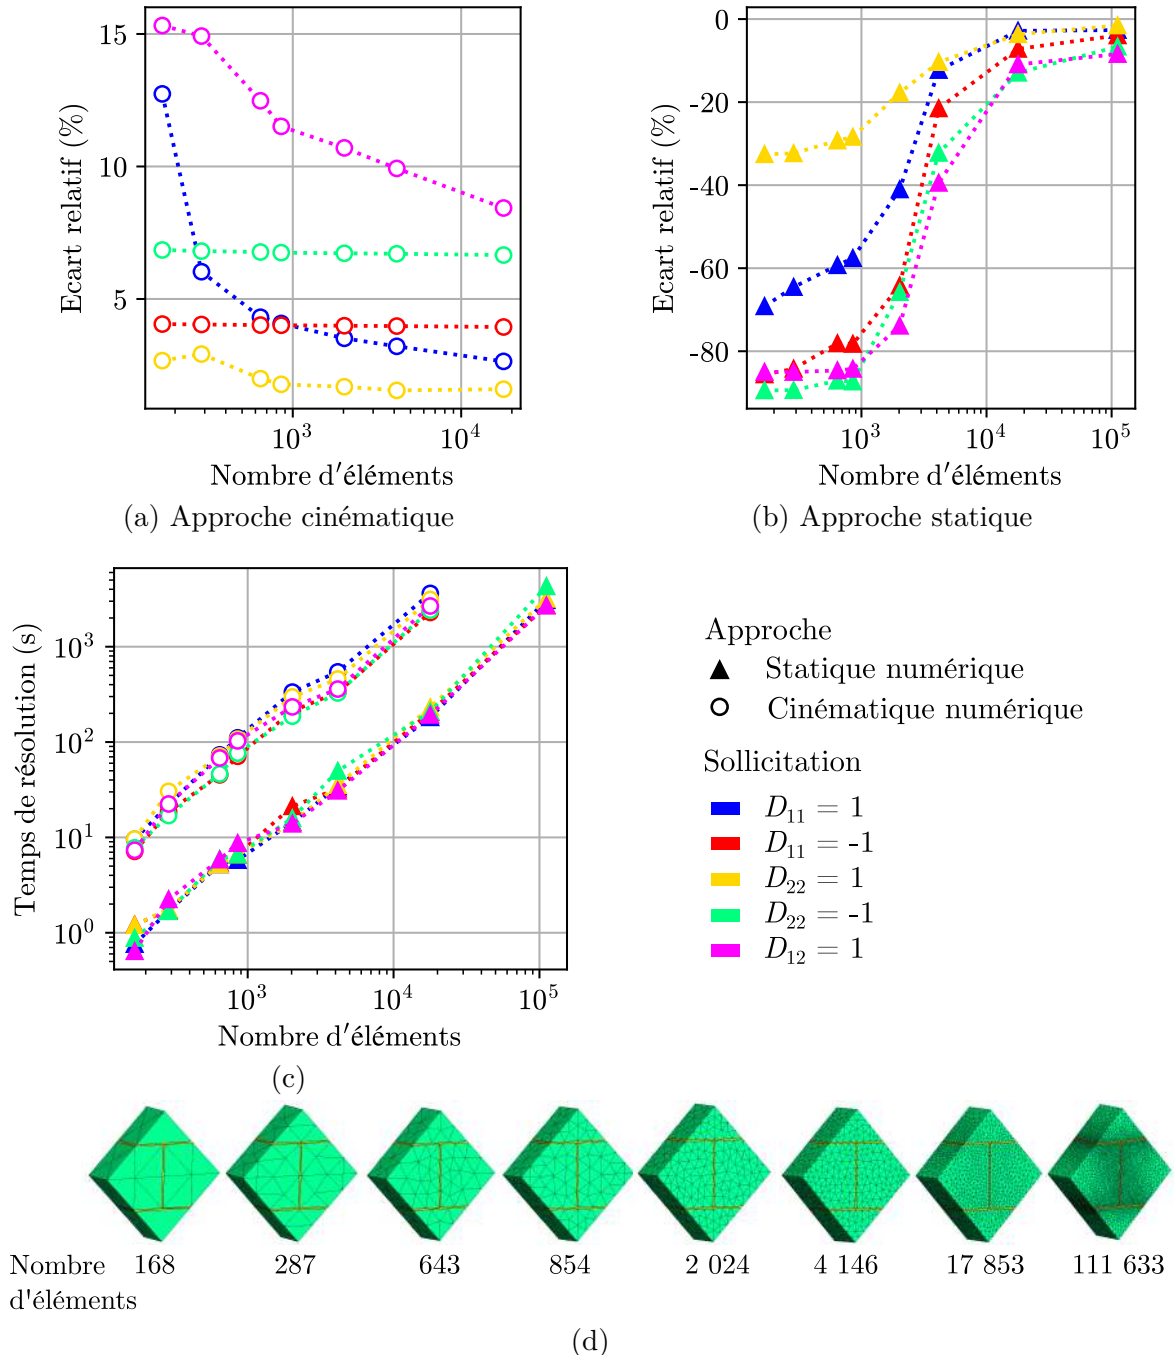 15
10
5
Ecart relatif (%)
10³
10⁴
Nombre d'éléments
(a) Approche cinématique
0
-20
-40
-60
-80
Ecart relatif (%)
10³
10⁴
10⁵
Nombre d'éléments
(b) Approche statique
10³
10²
10¹
10⁰
Temps de résolution (s)
10³
10⁴
10⁵
Nombre d'éléments
(c)
Approche
Statique numérique
Cinématique numérique
Sollicitation
D₁₁ = 1
D₁₁ = -1
D₂₂ = 1
D₂₂ = -1
D₁₂ = 1
Nombre 168 287 643 854 2 024 4 146 17 853 111 633
d'éléments
(d)